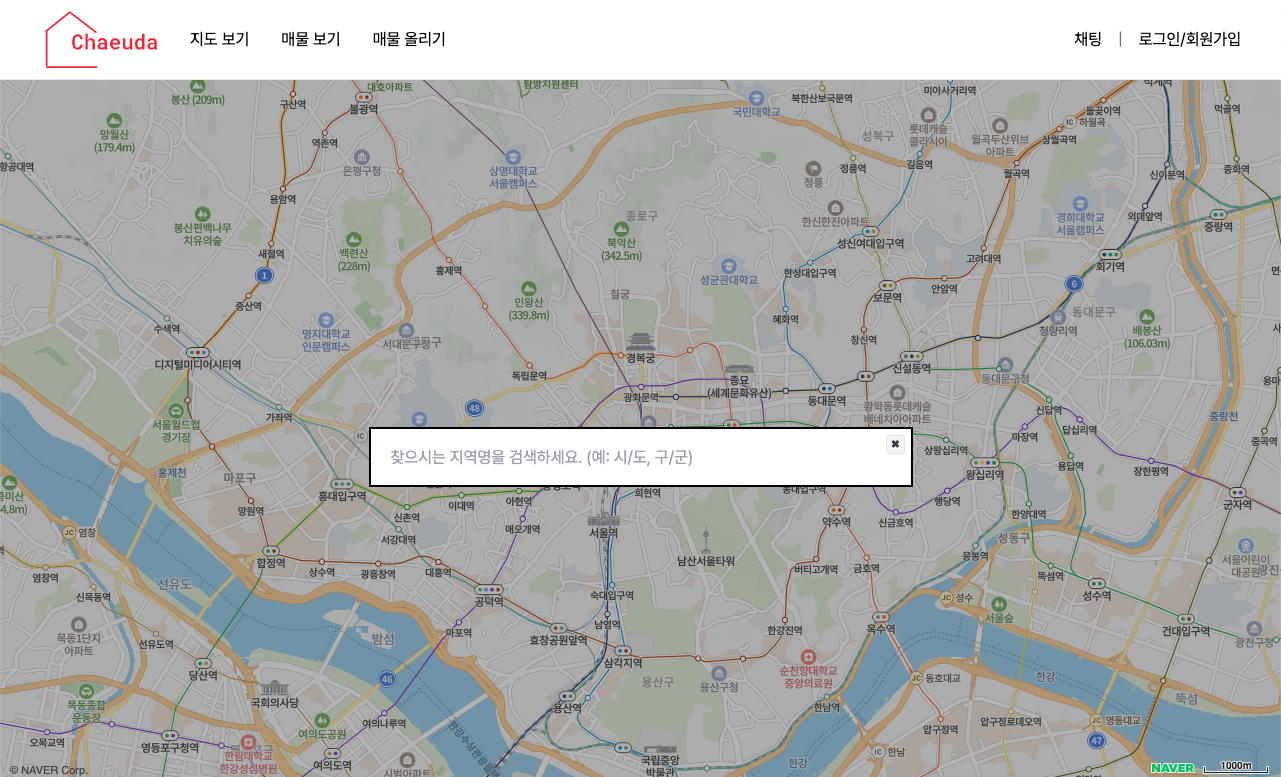 Chaeuda
지도 보기
매물 보기
매물 올리기
채팅
|
로그인/회원가입
봉산 (209m)
구산역
대호아파트
불광역
탐방지원센터
국민대학교
북한산보국문역
미아사거리역
돌곶이역
IC 하월곡
상월곡역
먹골역
망월산
(179.4m)
역촌역
은평구청
상명대학교
서울캠퍼스
성북구
롯데캐슬
클라시아
월곡두산위브
아파트
정릉
정릉역
길음역
월곡역
신이문역
중화역
항공대역
응암역
봉산편백나무
치유의숲
새절역
백련산
(228m)
종로구
북악산
(342.5m)
한신한진아파트
성신여대입구역
경희대학교
서울캠퍼스
외대앞역
중랑역
1
홍제역
성균관대학교
한성대입구역
고려대역
회기역
증산역
인왕산
(339.8m)
칠궁
보문역
안암역
6
동대문구
수색역
명지대학교
인문캠퍼스
서대문구청
혜화역
창신역
청량리역
배봉산
(106.03m)
디지털미디어시티역
독립문역
경복궁
종묘
(세계문화유산)
신설동역
동대문구청
광화문역
동대문역
황학동롯데캐슬
베네치아아파트
신답역
답십리역
중랑천
서울월드컵
경기장
가좌역
48
IC
마장역
상왕십리역
중곡역
홍제천
마포구
찾으시는 지역명을 검색하세요. (예: 시/도, 구/군)
✖
왕십리역
용답역
장한평역
홍대입구역
이대역
아현역
회현역
행당역
군자역
망원역
신촌역
애오개역
서울역
약수역
신금호역
한양대역
JC 염창
서강대역
남산서울타워
성동구
합정역
상수역
광흥창역
대흥역
버티고개역
금호역
응봉역
뚝섬역
서울어린이
대공원
염창역
신목동역
선유도
공덕역
숙대입구역
JC 성수
서울숲
성수역
목동1단지
아파트
선유도역
밤섬
마포역
효창공원앞역
남영역
한강진역
옥수역
건대입구역
광진구청
당산역
국회의사당
46
삼각지역
용산구
용산구청
순천향대학교
중앙의료원
JC 동호대교
한강
뚝섬
목동종합
운동장
여의도공원
여의나루역
용산역
한남역
압구정역
압구정로데오역
JC 영동대교
오목교역
영등포구청역
한림대학교
한강성심병원
여의도역
시범아파트
국립중앙
박물관
한강
IC 한남
47
© NAVER Corp.
NAVER
1000m